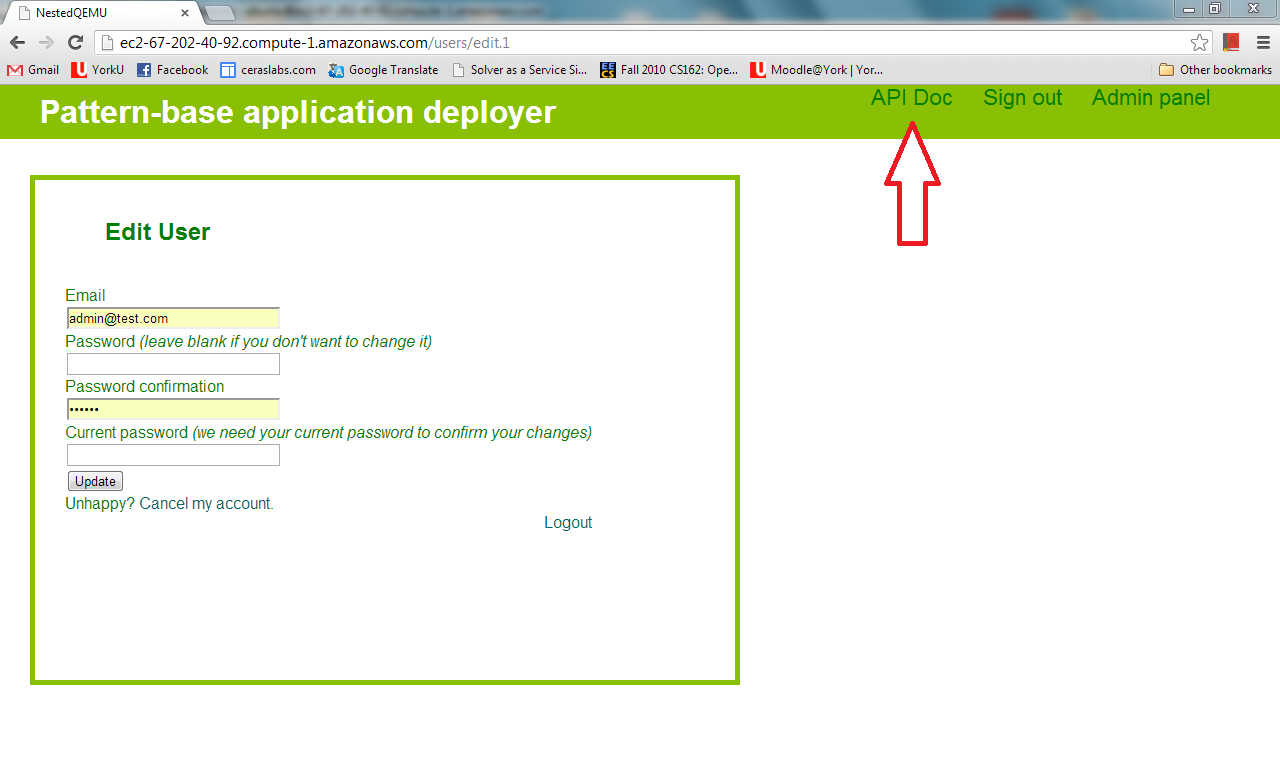 NestedQEMU
ec2-67-202-40-92.compute-1.amazonaws.com/users/edit.1
Gmail YorkU Facebook ceraslabs.com Google Translate Solver as a Service Si... Fall 2010 CS162: Ope... Moodle@York | Yor... Other bookmarks
Pattern-base application deployer API Doc Sign out Admin panel
Edit User
Email
admin@test.com
Password (leave blank if you don't want to change it)
Password confirmation
••••••
Current password (we need your current password to confirm your changes)
Update
Unhappy? Cancel my account.
Logout